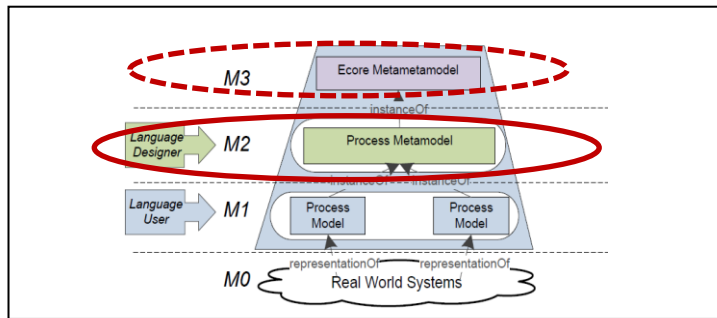 M3
Ecore Metametamodel
instanceOf
Language
Designer
M2
Process Metamodel
instanceOf
instanceOf
Language
User
M1
Process
Model
Process
Model
representationOf
representationOf
M0
Real World Systems